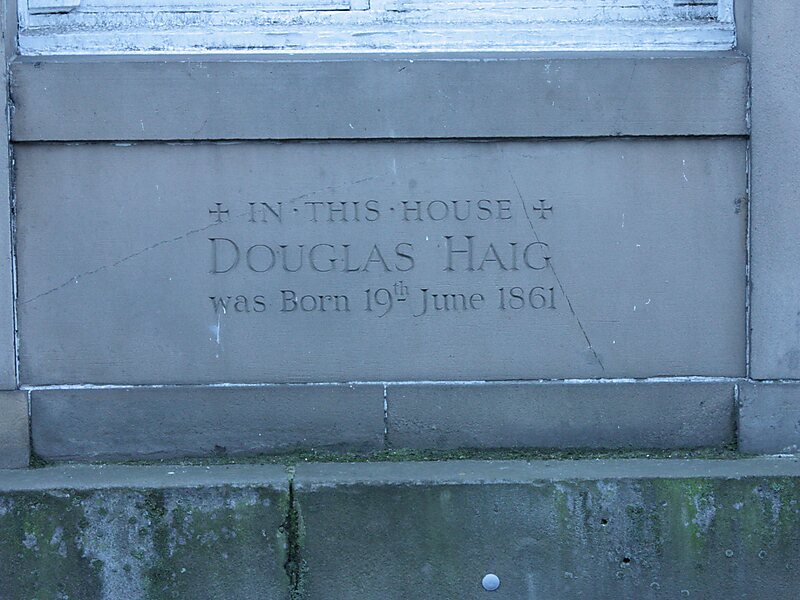 ✠ IN · THIS · HOUSE ✠
DOUGLAS HAIG
was Born 19th June 1861